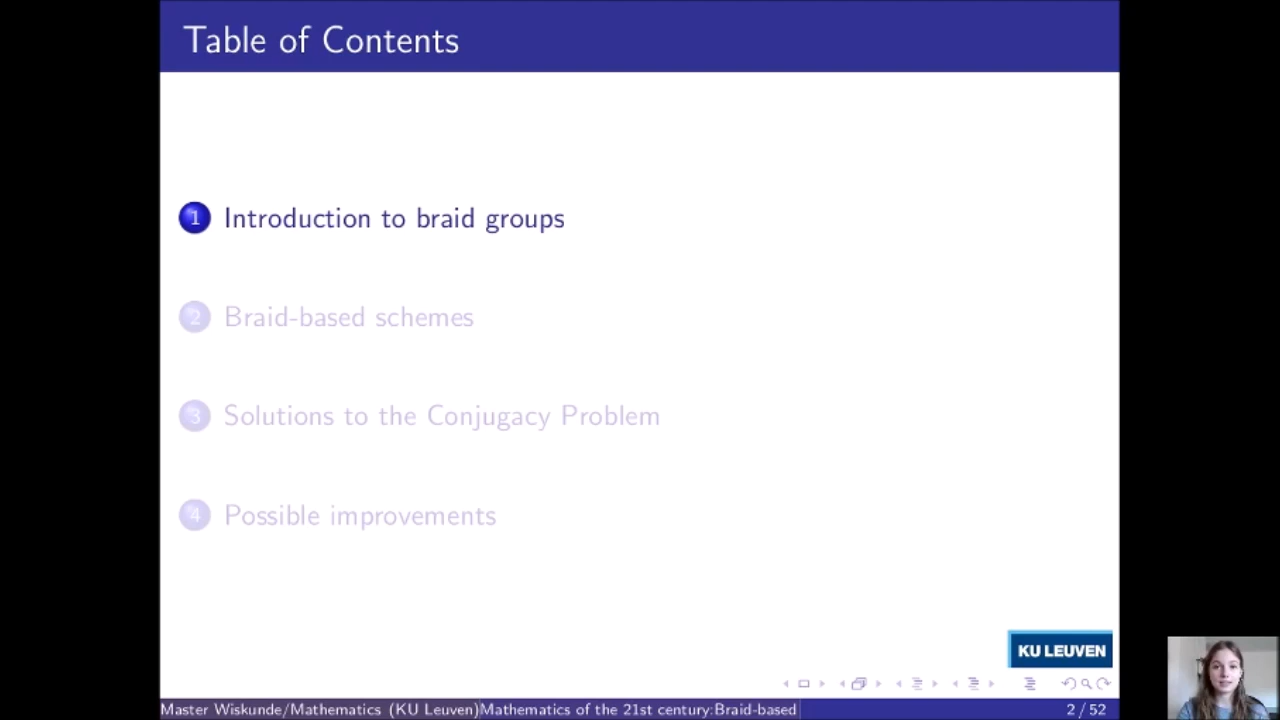 Table of Contents
1 Introduction to braid groups
2 Braid-based schemes
3 Solutions to the Conjugacy Problem
4 Possible improvements
KU LEUVEN
Master Wiskunde/Mathematics (KU Leuven) Mathematics of the 21st century:Braid-based 2 / 52